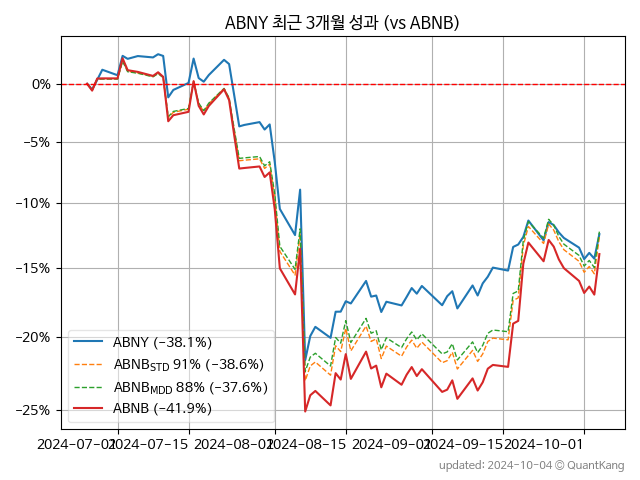 ABNY 최근 3개월 성과 (vs ABNB)
0%
−5%
−10%
−15%
−20%
−25%
ABNY (−38.1%)
ABNB_STD 91% (−38.6%)
ABNB_MDD 88% (−37.6%)
ABNB (−41.9%)
2024-07-01 2024-07-15 2024-08-01 2024-08-15 2024-09-01 2024-09-15 2024-10-01
updated: 2024-10-04 © QuantKang